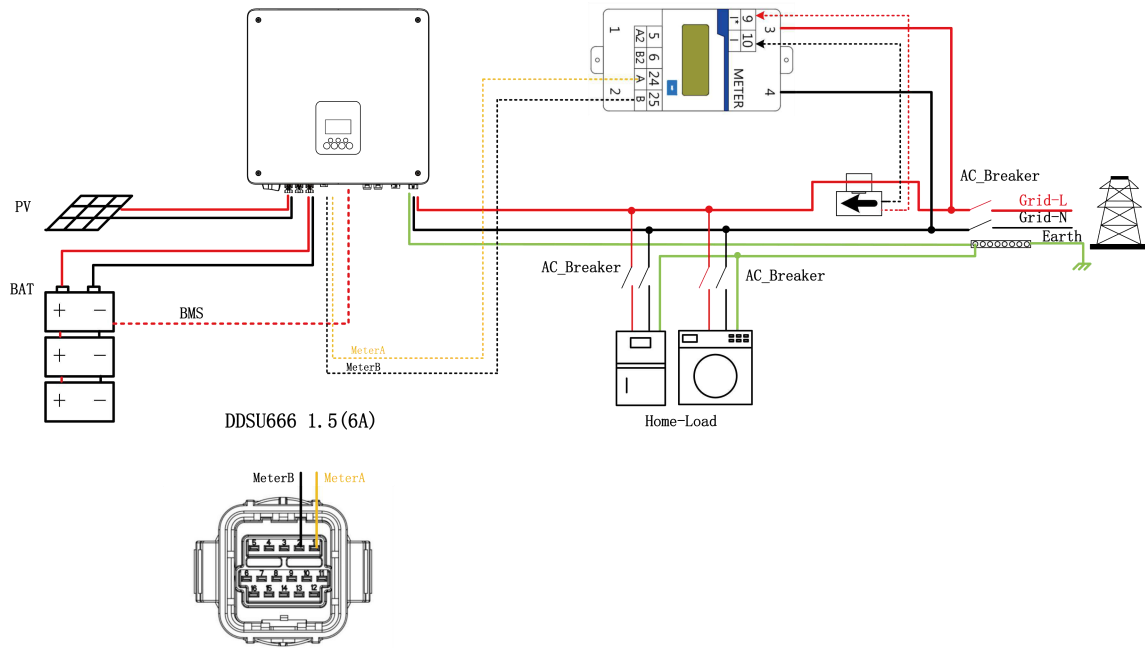 1
A2 5
B2 6
A 24
B 25
2
METER
I* 9
I 10
3
4
PV
BAT
+ −
+ −
+ −
BMS
MeterA
MeterB
AC_Breaker
Grid-L
Grid-N
Earth
AC_Breaker
AC_Breaker
Home-Load
DDSU666 1.5(6A)
MeterB MeterA
5 4 3 2 1
6 7 8 9 10 11
16 15 14 13 12